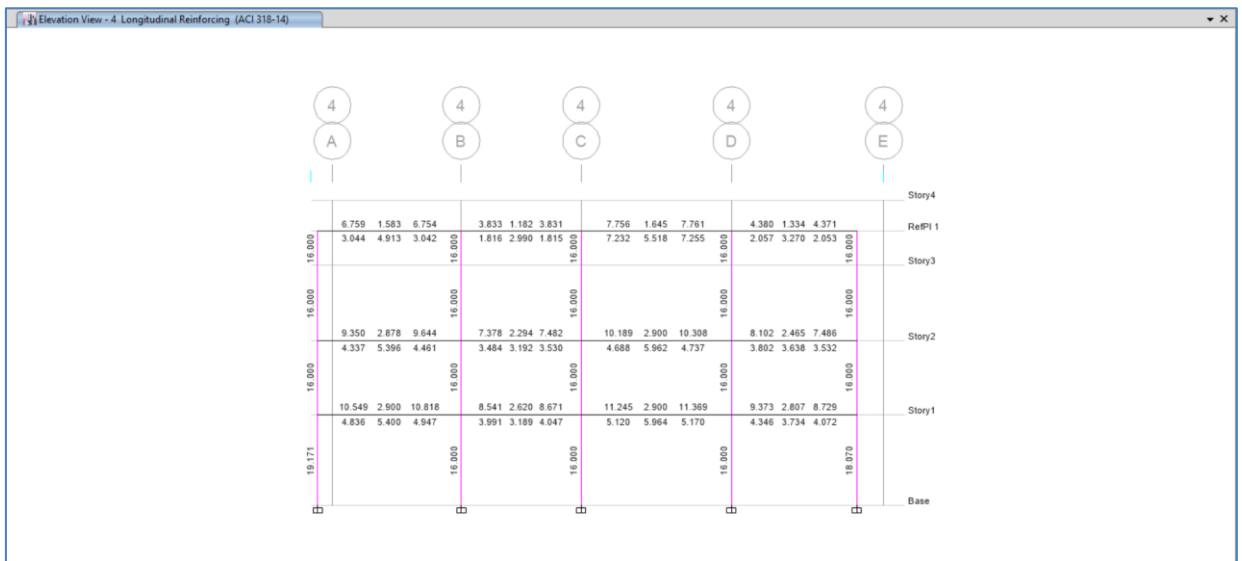 Elevation View - 4 Longitudinal Reinforcing (ACI 318-14)
4 4 4 4 4
A B C D E
Story4
6.759 1.583 6.754 3.833 1.182 3.831 7.756 1.645 7.761 4.380 1.334 4.371
RefPl 1
3.044 4.913 3.042 1.816 2.990 1.815 7.232 5.518 7.255 2.057 3.270 2.053
16.000 16.000 16.000 16.000 16.000
Story3
16.000 16.000 16.000 16.000 16.000
9.350 2.878 9.644 7.378 2.294 7.482 10.189 2.900 10.308 8.102 2.465 7.486
Story2
4.337 5.396 4.461 3.484 3.192 3.530 4.688 5.962 4.737 3.802 3.638 3.532
16.000 16.000 16.000 16.000 16.000
10.549 2.900 10.818 8.541 2.620 8.671 11.245 2.900 11.369 9.373 2.807 8.729
Story1
4.836 5.400 4.947 3.991 3.189 4.047 5.120 5.964 5.170 4.346 3.734 4.072
19.171 16.000 16.000 16.000 18.070
Base